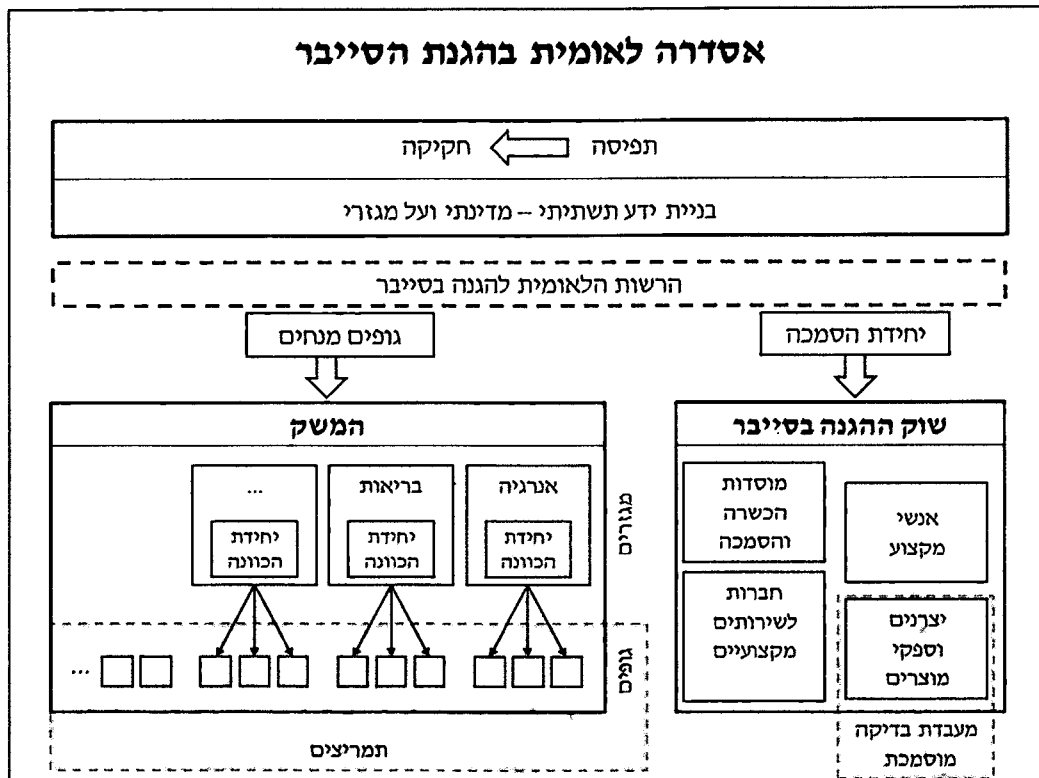 אסדרה לאומית בהגנת הסייבר
תפיסה חקיקה
בניית ידע תשתיתי – מדינתי ועל מגזרי
הרשות הלאומית להגנה בסייבר
יחידת הסמכה
גופים מנחים
שוק ההגנה בסייבר
אנשי
מקצוע
מוסדות
הכשרה
והסמכה
יצרנים
וספקי
מוצרים
חברות
לשירותים
מקצועיים
מעבדת בדיקה
מוסמכת
המשק
מגזרים
אנרגיה
יחידת
הכוונה
בריאות
יחידת
הכוונה
...
יחידת
הכוונה
גופים
...
תמריצים